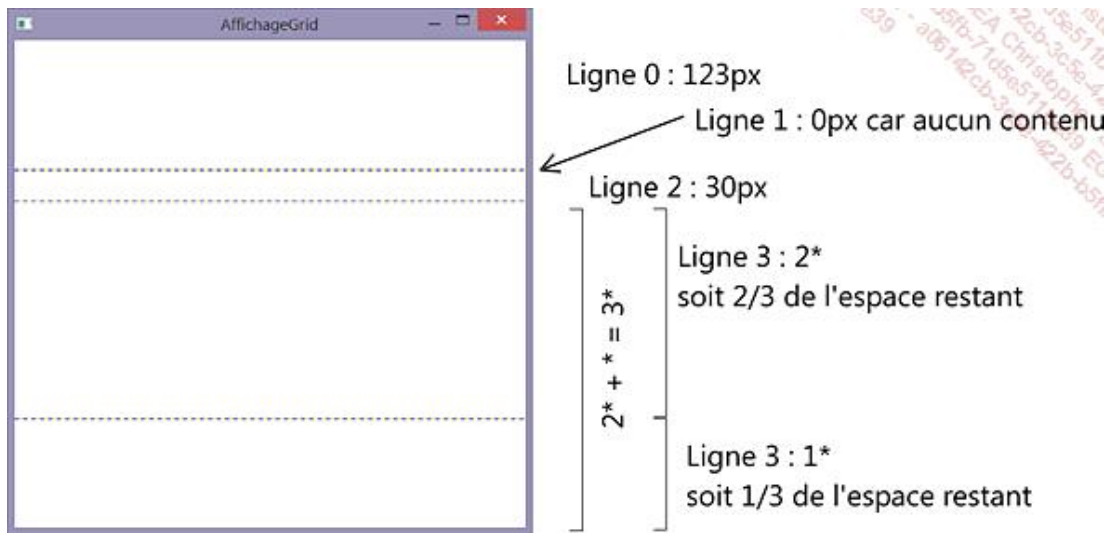 AffichageGrid
Ligne 0 : 123px
Ligne 1 : 0px car aucun contenu
Ligne 2 : 30px
2* + * = 3*
Ligne 3 : 2*
soit 2/3 de l'espace restant
Ligne 3 : 1*
soit 1/3 de l'espace restant